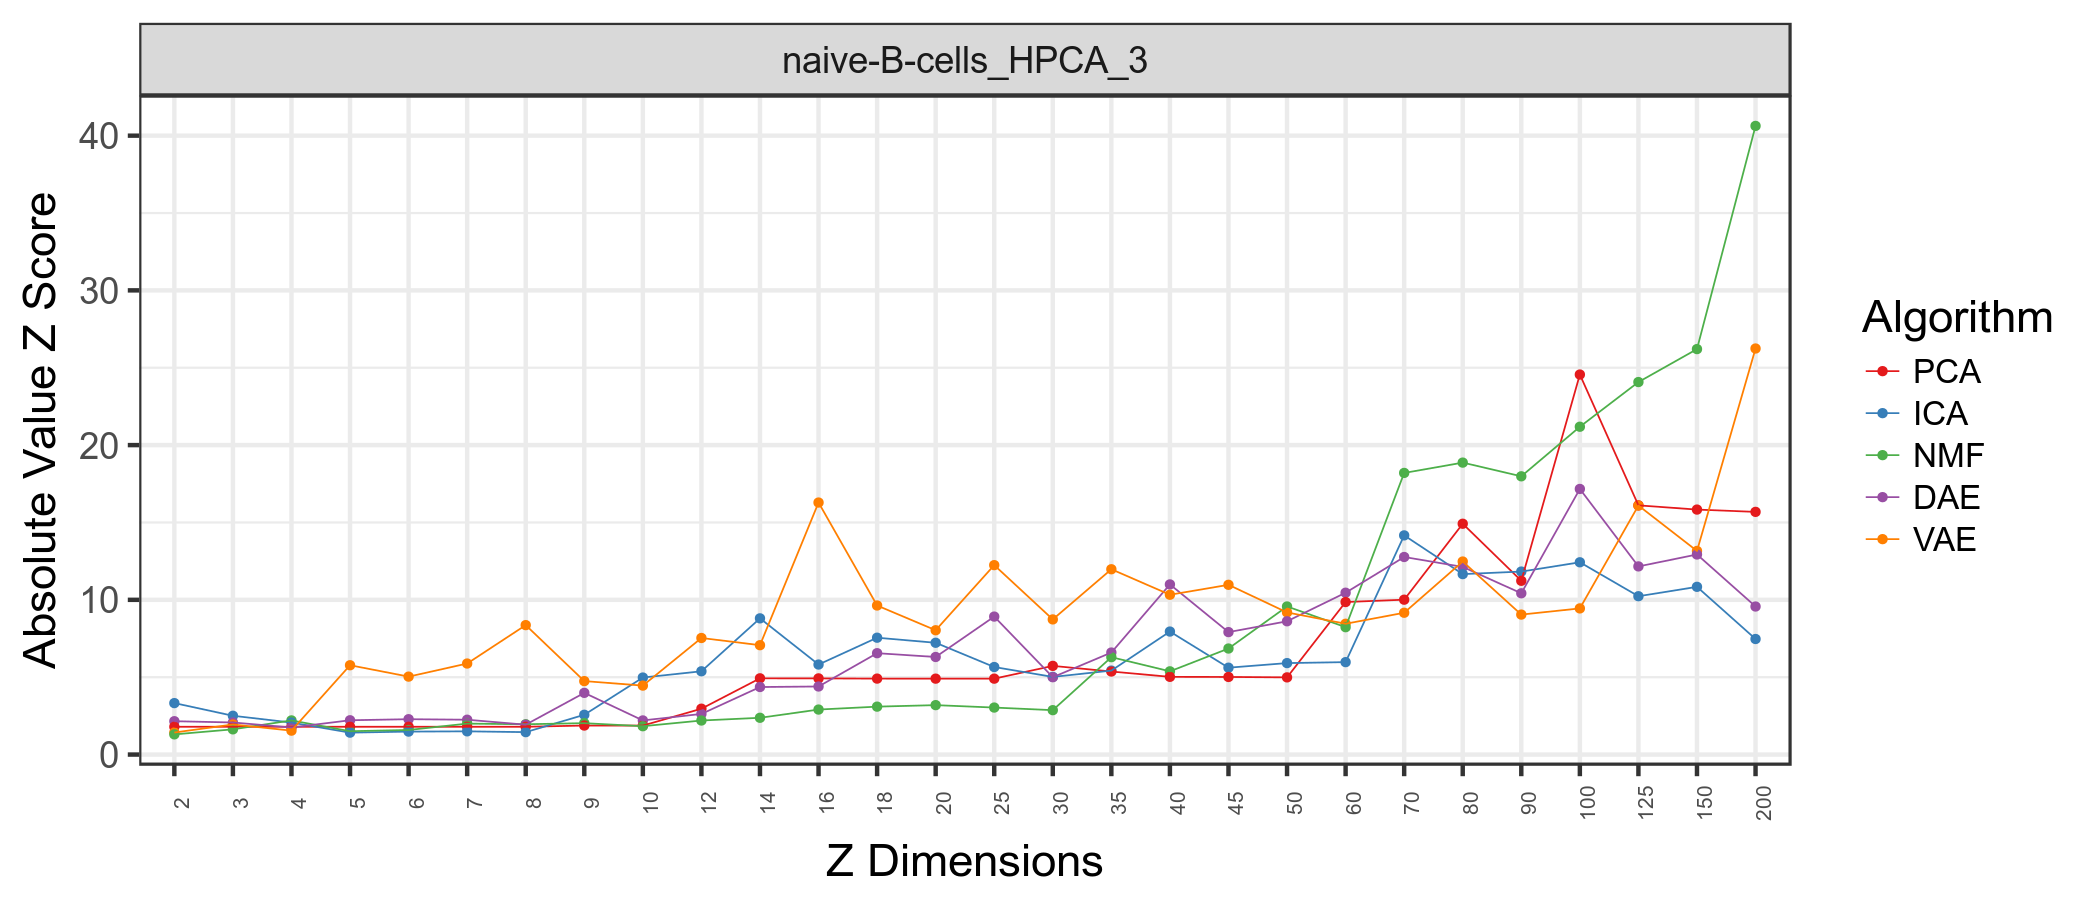 naive-B-cells_HPCA_3
Absolute Value Z Score
40
30
20
10
0
2 3 4 5 6 7 8 9 10 12 14 16 18 20 25 30 35 40 45 50 60 70 80 90 100 125 150 200
Z Dimensions
Algorithm
PCA
ICA
NMF
DAE
VAE